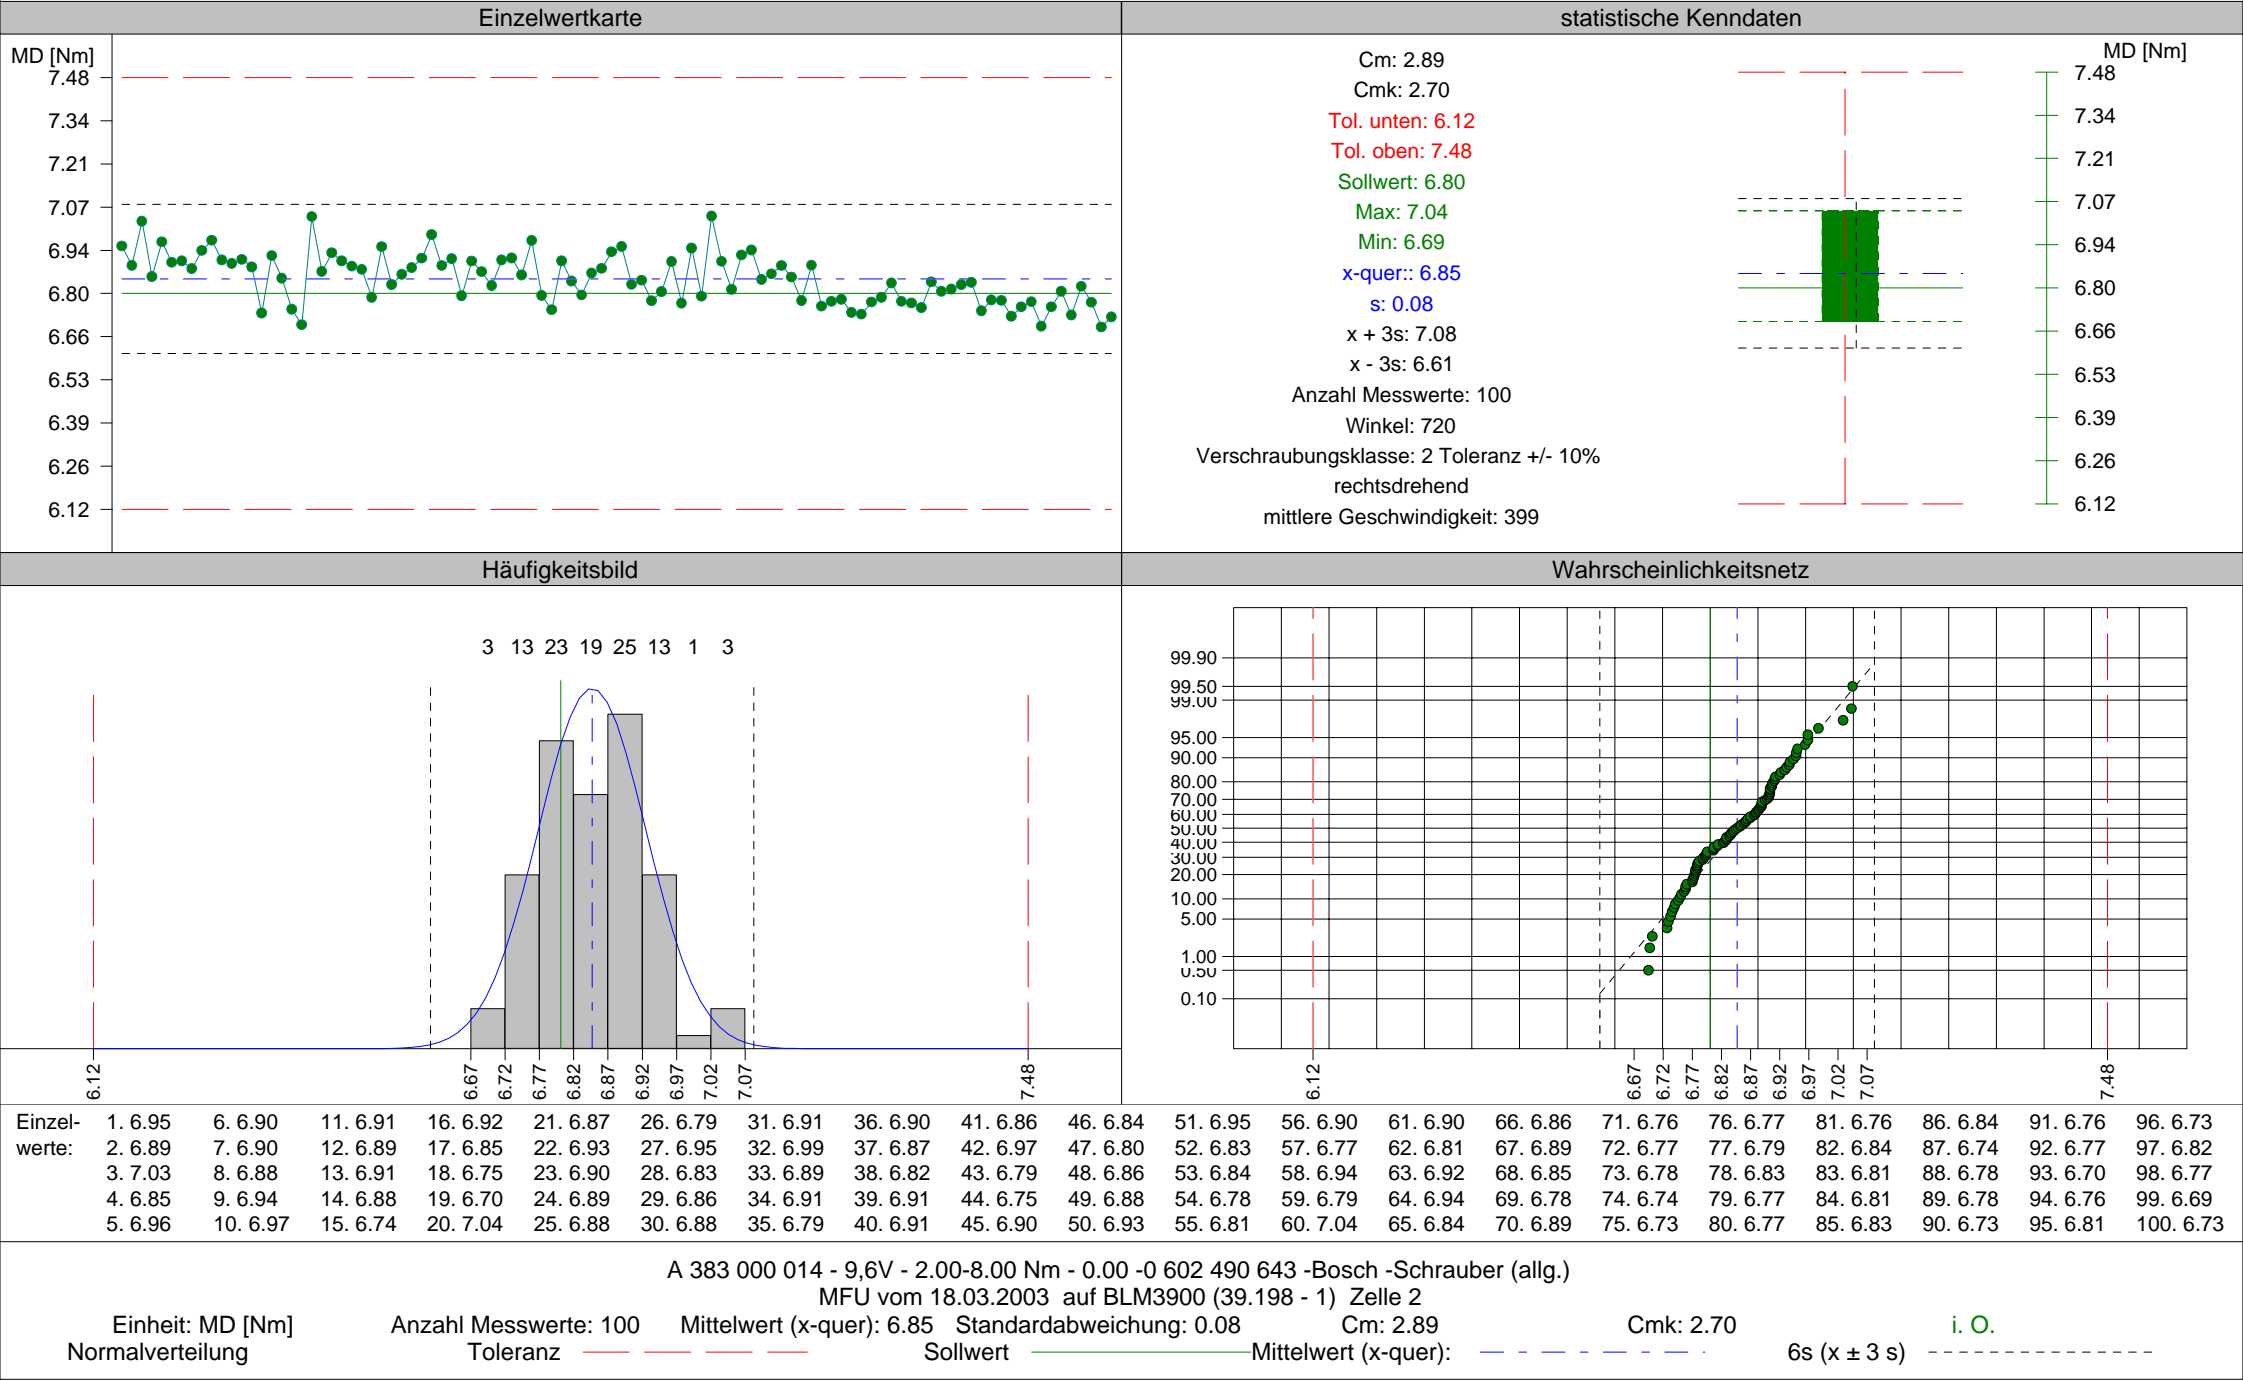 Einzelwertkarte
MD [Nm]
7.48
7.34
7.21
7.07
6.94
6.80
6.66
6.53
6.39
6.26
6.12
statistische Kenndaten
Cm: 2.89
Cmk: 2.70
Tol. unten: 6.12
Tol. oben: 7.48
Sollwert: 6.80
Max: 7.04
Min: 6.69
x-quer:: 6.85
s: 0.08
x + 3s: 7.08
x - 3s: 6.61
Anzahl Messwerte: 100
Winkel: 720
Verschraubungsklasse: 2 Toleranz +/- 10%
rechtsdrehend
mittlere Geschwindigkeit: 399
MD [Nm]
7.48
7.34
7.21
7.07
6.94
6.80
6.66
6.53
6.39
6.26
6.12
Häufigkeitsbild
3 13 23 19 25 13 1 3
6.12 6.67 6.72 6.77 6.82 6.87 6.92 6.97 7.02 7.07 7.48
Wahrscheinlichkeitsnetz
99.90
99.50
99.00
95.00
90.00
80.00
70.00
60.00
50.00
40.00
30.00
20.00
10.00
5.00
1.00
0.50
0.10
6.12 6.67 6.72 6.77 6.82 6.87 6.92 6.97 7.02 7.07 7.48
Einzel- 1. 6.95 6. 6.90 11. 6.91 16. 6.92 21. 6.87 26. 6.79 31. 6.91 36. 6.90 41. 6.86 46. 6.84 51. 6.95 56. 6.90 61. 6.90 66. 6.86 71. 6.76 76. 6.77 81. 6.76 86. 6.84 91. 6.76 96. 6.73
werte: 2. 6.89 7. 6.90 12. 6.89 17. 6.85 22. 6.93 27. 6.95 32. 6.99 37. 6.87 42. 6.97 47. 6.80 52. 6.83 57. 6.77 62. 6.81 67. 6.89 72. 6.77 77. 6.79 82. 6.84 87. 6.74 92. 6.77 97. 6.82
3. 7.03 8. 6.88 13. 6.91 18. 6.75 23. 6.90 28. 6.83 33. 6.89 38. 6.82 43. 6.79 48. 6.86 53. 6.84 58. 6.94 63. 6.92 68. 6.85 73. 6.78 78. 6.83 83. 6.81 88. 6.78 93. 6.70 98. 6.77
4. 6.85 9. 6.94 14. 6.88 19. 6.70 24. 6.89 29. 6.86 34. 6.91 39. 6.91 44. 6.75 49. 6.88 54. 6.78 59. 6.79 64. 6.94 69. 6.78 74. 6.74 79. 6.77 84. 6.81 89. 6.78 94. 6.76 99. 6.69
5. 6.96 10. 6.97 15. 6.74 20. 7.04 25. 6.88 30. 6.88 35. 6.79 40. 6.91 45. 6.90 50. 6.93 55. 6.81 60. 7.04 65. 6.84 70. 6.89 75. 6.73 80. 6.77 85. 6.83 90. 6.73 95. 6.81 100. 6.73
A 383 000 014 - 9,6V - 2.00-8.00 Nm - 0.00 -0 602 490 643 -Bosch -Schrauber (allg.)
MFU vom 18.03.2003 auf BLM3900 (39.198 - 1) Zelle 2
Einheit: MD [Nm] Anzahl Messwerte: 100 Mittelwert (x-quer): 6.85 Standardabweichung: 0.08 Cm: 2.89 Cmk: 2.70 i. O.
Normalverteilung Toleranz Sollwert Mittelwert (x-quer): 6s (x ± 3 s)